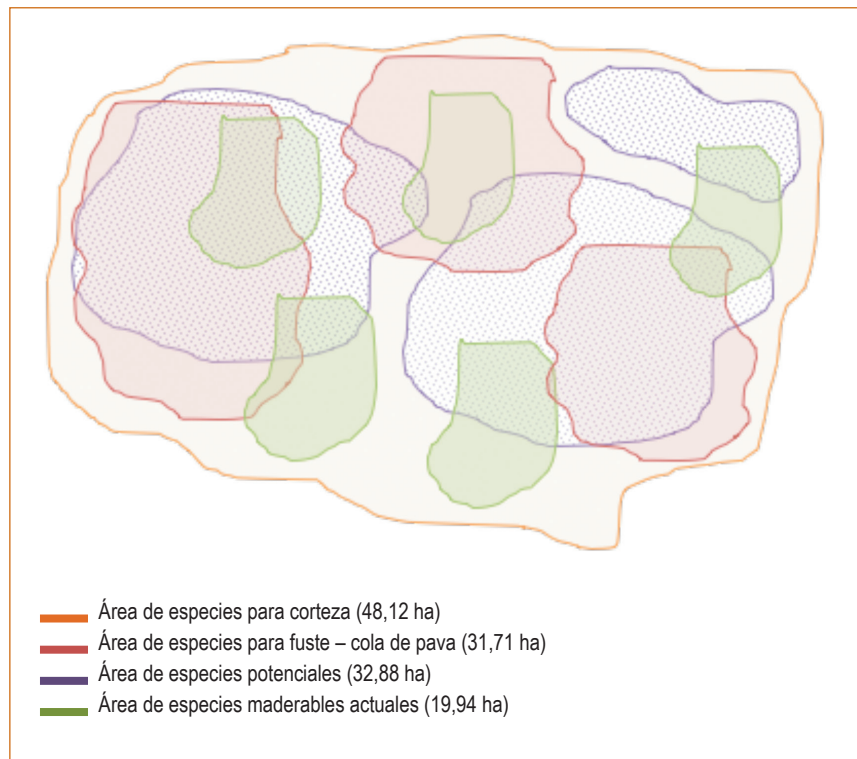 Área de especies para corteza (48,12 ha)
Área de especies para fuste – cola de pava (31,71 ha)
Área de especies potenciales (32,88 ha)
Área de especies maderables actuales (19,94 ha)